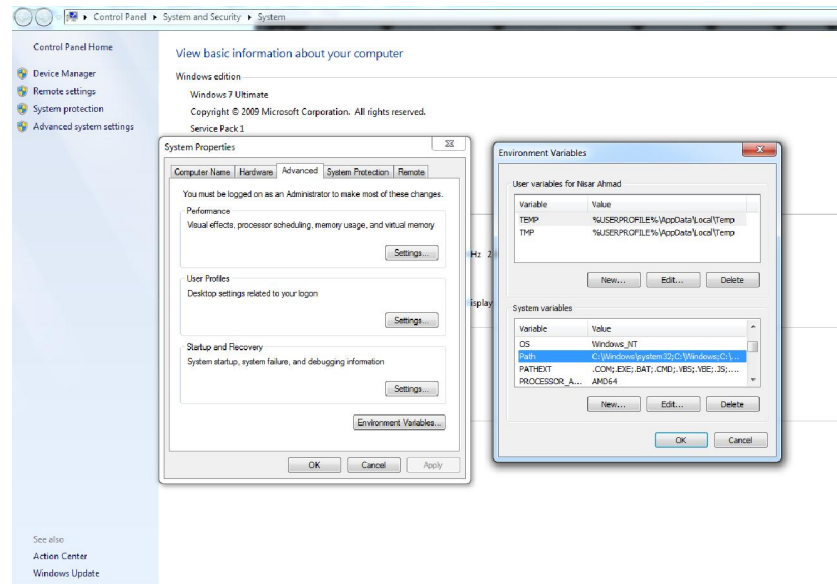 Control Panel ▸ System and Security ▸ System
Control Panel Home
Device Manager
Remote settings
System protection
Advanced system settings
View basic information about your computer
Windows edition
Windows 7 Ultimate
Copyright © 2009 Microsoft Corporation. All rights reserved.
Service Pack 1
System Properties
Computer Name Hardware Advanced System Protection Remote
You must be logged on as an Administrator to make most of these changes.
Performance
Visual effects, processor scheduling, memory usage, and virtual memory
Settings...
User Profiles
Desktop settings related to your logon
Settings...
Startup and Recovery
System startup, system failure, and debugging information
Settings...
Environment Variables...
OK Cancel Apply
Hz 2
isplay
Environment Variables
User variables for Nisar Ahmad
Variable Value
TEMP %USERPROFILE%\AppData\Local\Temp
TMP %USERPROFILE%\AppData\Local\Temp
New... Edit... Delete
System variables
Variable Value
OS Windows_NT
Path C:\Windows\system32;C:\Windows;C:\...
PATHEXT .COM;.EXE;.BAT;.CMD;.VBS;.VBE;.JS;....
PROCESSOR_A... AMD64
New... Edit... Delete
OK Cancel
See also
Action Center
Windows Update